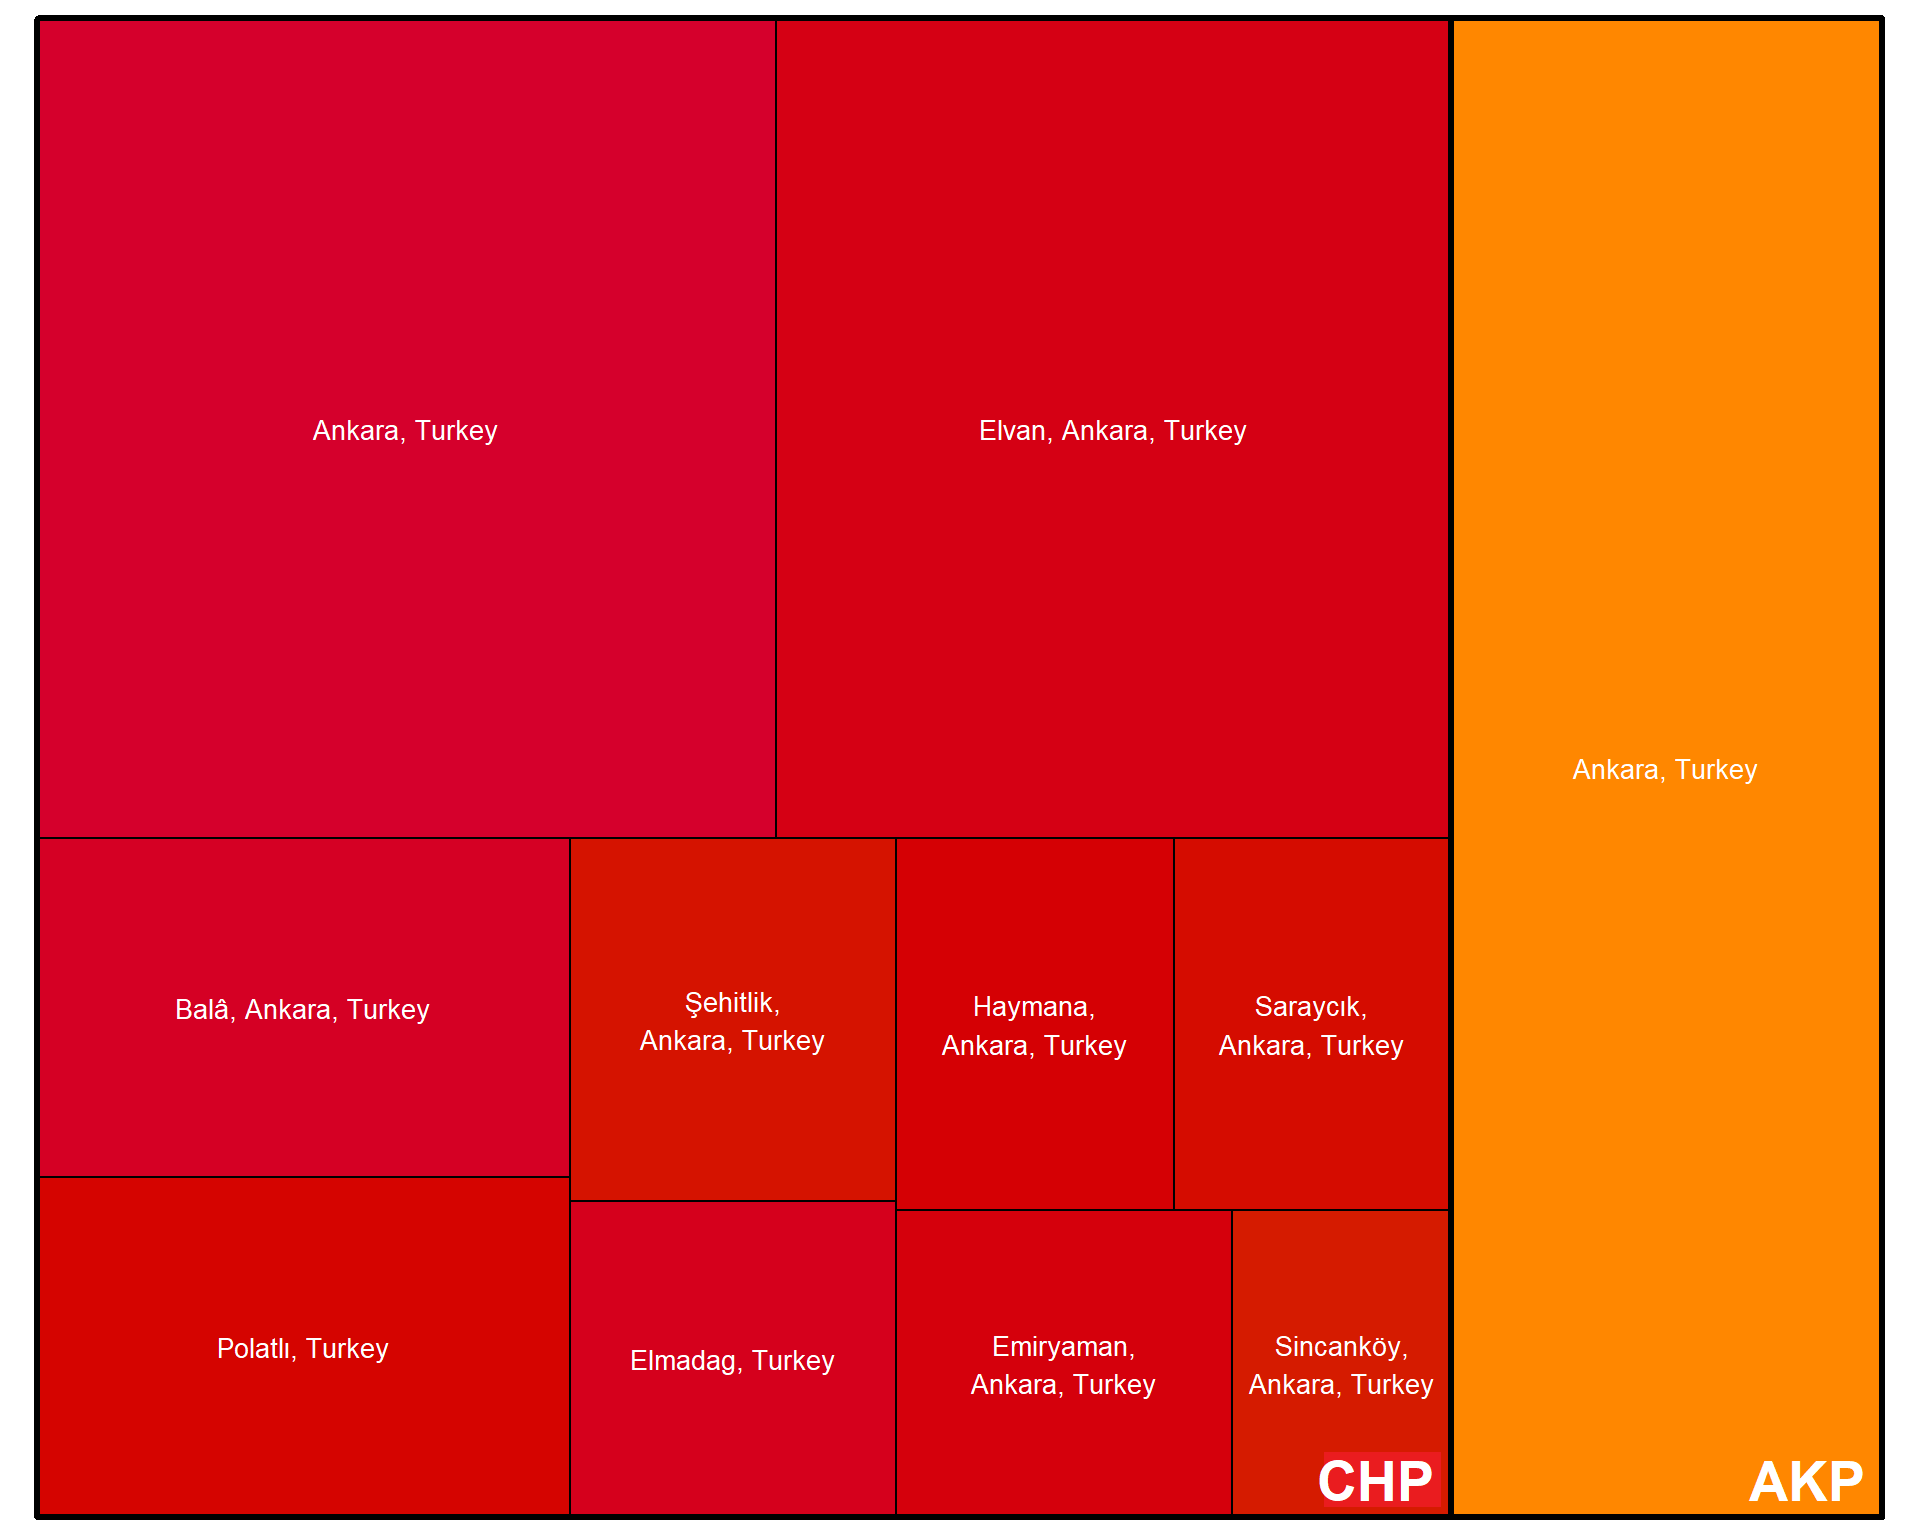 Ankara, Turkey
Elvan, Ankara, Turkey
Ankara, Turkey
Balâ, Ankara, Turkey
Şehitlik,
Ankara, Turkey
Haymana,
Ankara, Turkey
Saraycık,
Ankara, Turkey
Polatlı, Turkey
Elmadag, Turkey
Emiryaman,
Ankara, Turkey
Sincanköy,
Ankara, Turkey
CHP
AKP